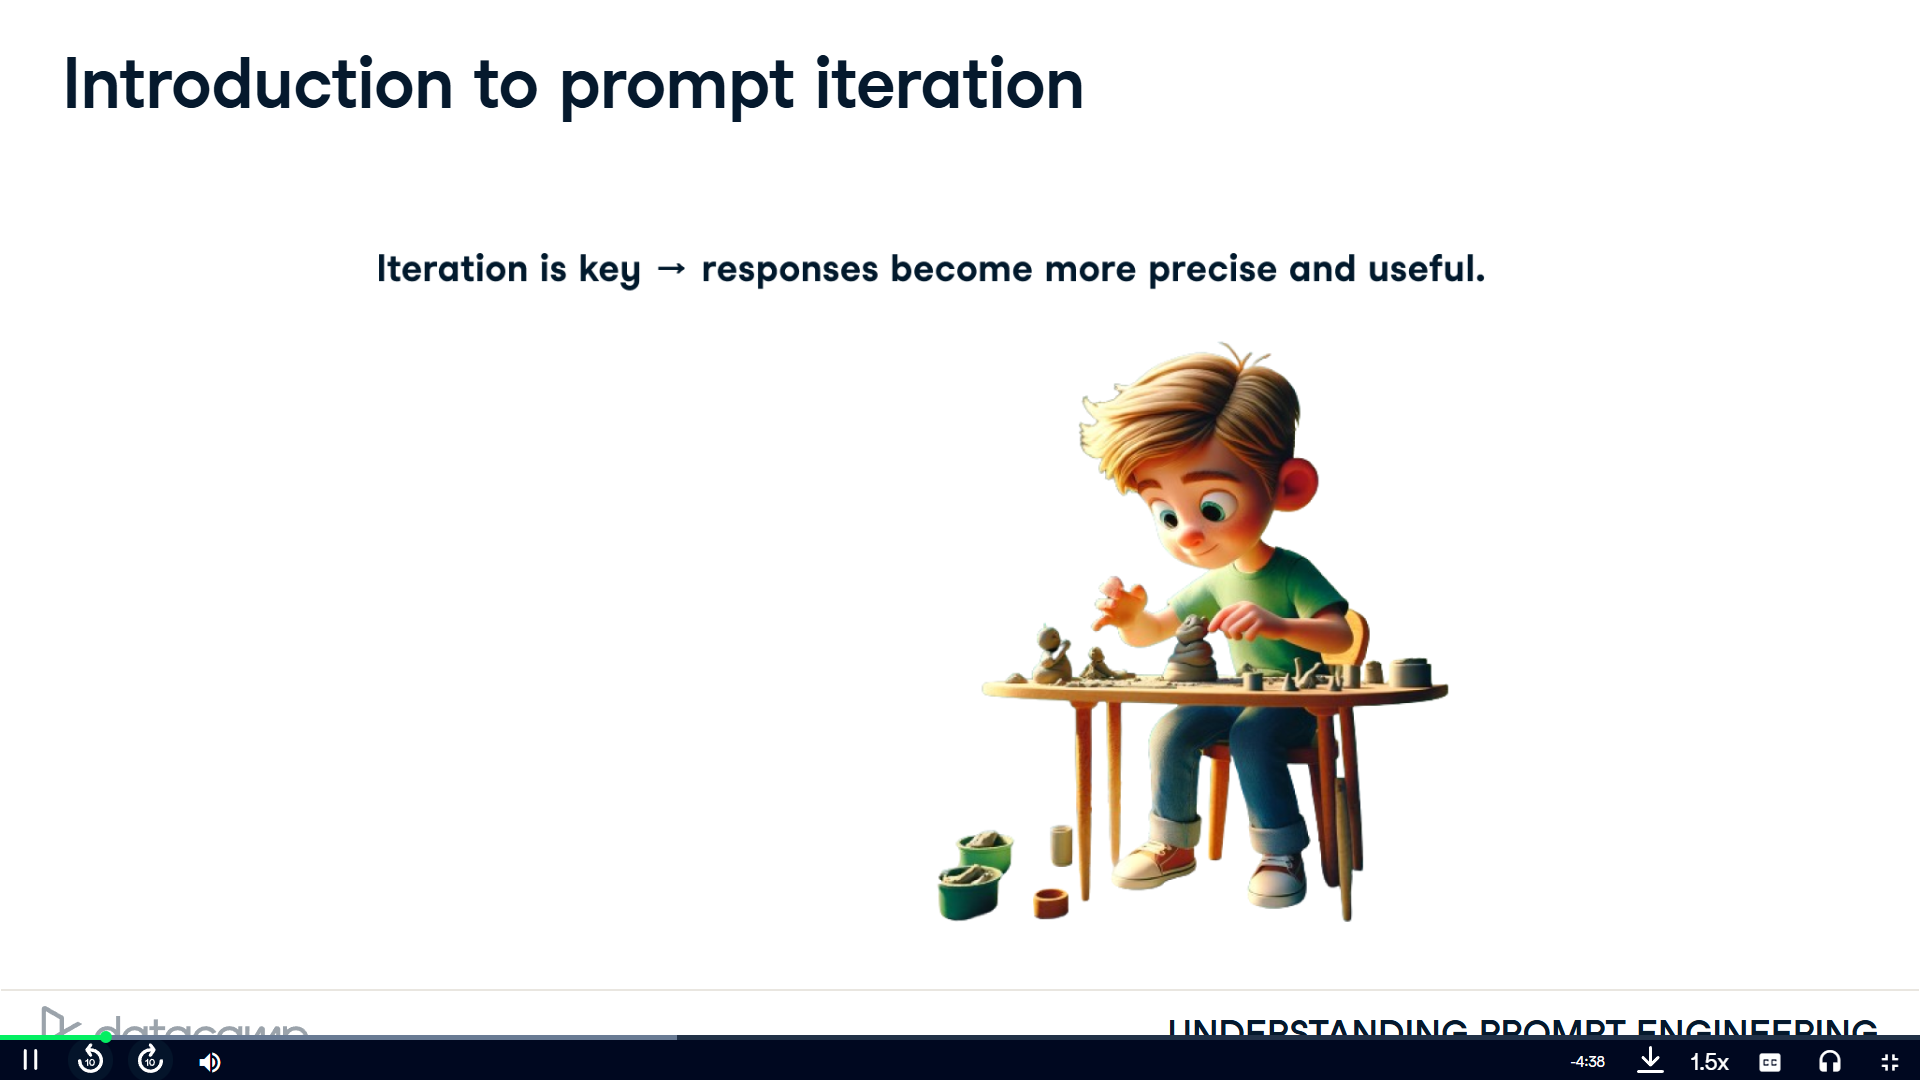 Introduction to prompt iteration
Iteration is key → responses become more precise and useful.
datacamp
UNDERSTANDING PROMPT ENGINEERING
10
10
-4:38
1.5x
CC